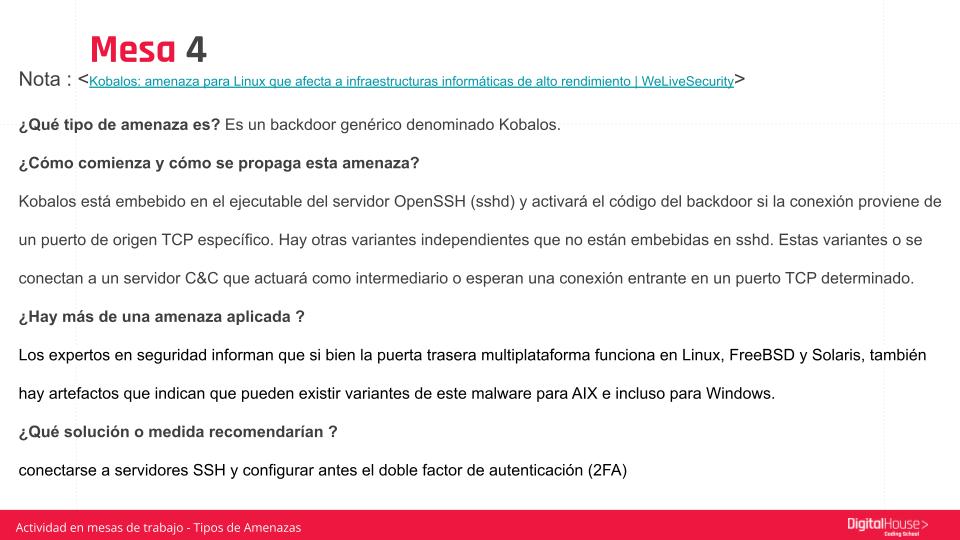 Mesa 4
Nota : <Kobalos: amenaza para Linux que afecta a infraestructuras informáticas de alto rendimiento | WeLiveSecurity>
¿Qué tipo de amenaza es? Es un backdoor genérico denominado Kobalos.
¿Cómo comienza y cómo se propaga esta amenaza?
Kobalos está embebido en el ejecutable del servidor OpenSSH (sshd) y activará el código del backdoor si la conexión proviene de
un puerto de origen TCP específico. Hay otras variantes independientes que no están embebidas en sshd. Estas variantes o se
conectan a un servidor C&C que actuará como intermediario o esperan una conexión entrante en un puerto TCP determinado.
¿Hay más de una amenaza aplicada ?
Los expertos en seguridad informan que si bien la puerta trasera multiplataforma funciona en Linux, FreeBSD y Solaris, también
hay artefactos que indican que pueden existir variantes de este malware para AIX e incluso para Windows.
¿Qué solución o medida recomendarían ?
conectarse a servidores SSH y configurar antes el doble factor de autenticación (2FA)
Actividad en mesas de trabajo - Tipos de Amenazas
DigitalHouse>
Coding School